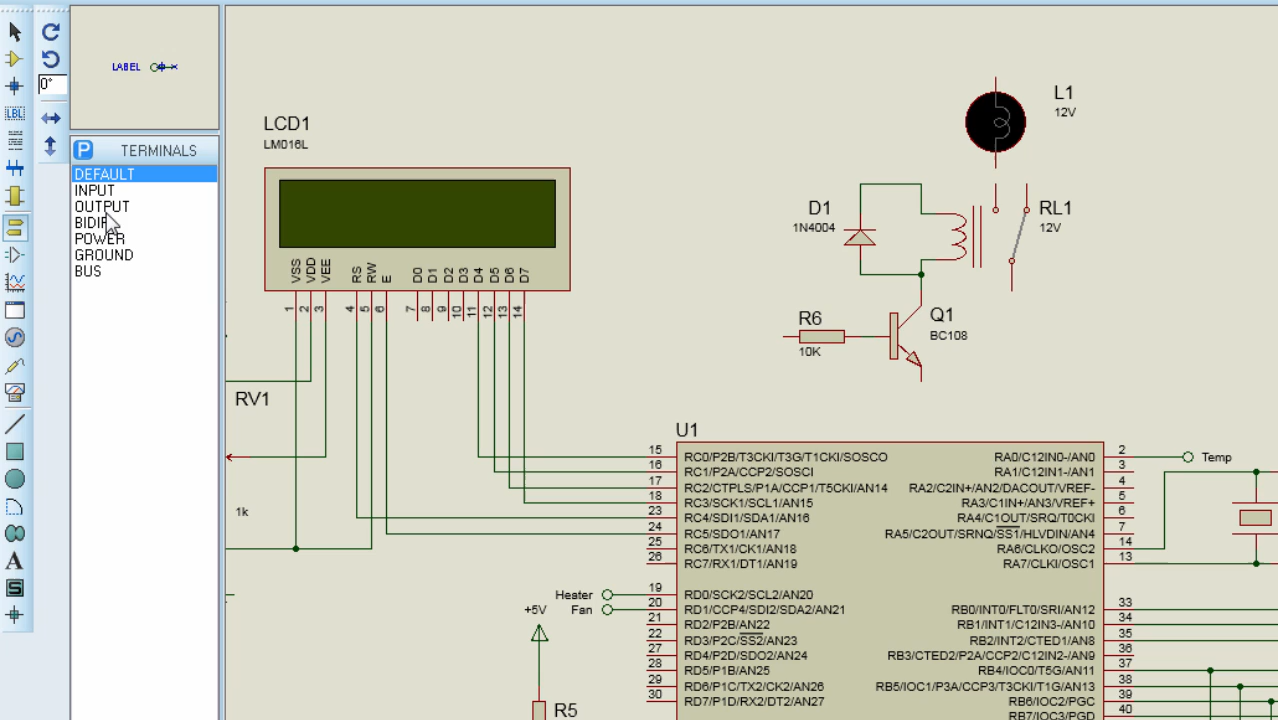 0°
LBL
LABEL
P TERMINALS
DEFAULT
INPUT
OUTPUT
BIDIR
POWER
GROUND
BUS
A
S
LCD1
LM016L
VSS
VDD
VEE
RS
RW
E
D0
D1
D2
D3
D4
D5
D6
D7
1
2
3
4
5
6
7
8
9
10
11
12
13
14
RV1
1k
L1
12V
D1
1N4004
RL1
12V
R6
10K
Q1
BC108
U1
15 RC0/P2B/T3CKI/T3G/T1CKI/SOSCO RA0/C12IN0-/AN0 2 Temp
16 RC1/P2A/CCP2/SOSCI RA1/C12IN1-/AN1 3
17 RC2/CTPLS/P1A/CCP1/T5CKI/AN14 RA2/C2IN+/AN2/DACOUT/VREF- 4
18 RC3/SCK1/SCL1/AN15 RA3/C1IN+/AN3/VREF+ 5
23 RC4/SDI1/SDA1/AN16 RA4/C1OUT/SRQ/T0CKI 6
24 RC5/SDO1/AN17 RA5/C2OUT/SRNQ/SS1/HLVDIN/AN4 7
25 RC6/TX1/CK1/AN18 RA6/CLKO/OSC2 14
26 RC7/RX1/DT1/AN19 RA7/CLKI/OSC1 13
Heater 19 RD0/SCK2/SCL2/AN20
Fan 20 RD1/CCP4/SDI2/SDA2/AN21 RB0/INT0/FLT0/SRI/AN12 33
21 RD2/P2B/AN22 RB1/INT1/C12IN3-/AN10 34
22 RD3/P2C/SS2/AN23 RB2/INT2/CTED1/AN8 35
27 RD4/P2D/SDO2/AN24 RB3/CTED2/P2A/CCP2/C12IN2-/AN9 36
28 RD5/P1B/AN25 RB4/IOC0/T5G/AN11 37
29 RD6/P1C/TX2/CK2/AN26 RB5/IOC1/P3A/CCP3/T3CKI/T1G/AN13 38
30 RD7/P1D/RX2/DT2/AN27 RB6/IOC2/PGC 39
RB7/IOC3/PGD 40
+5V
R5